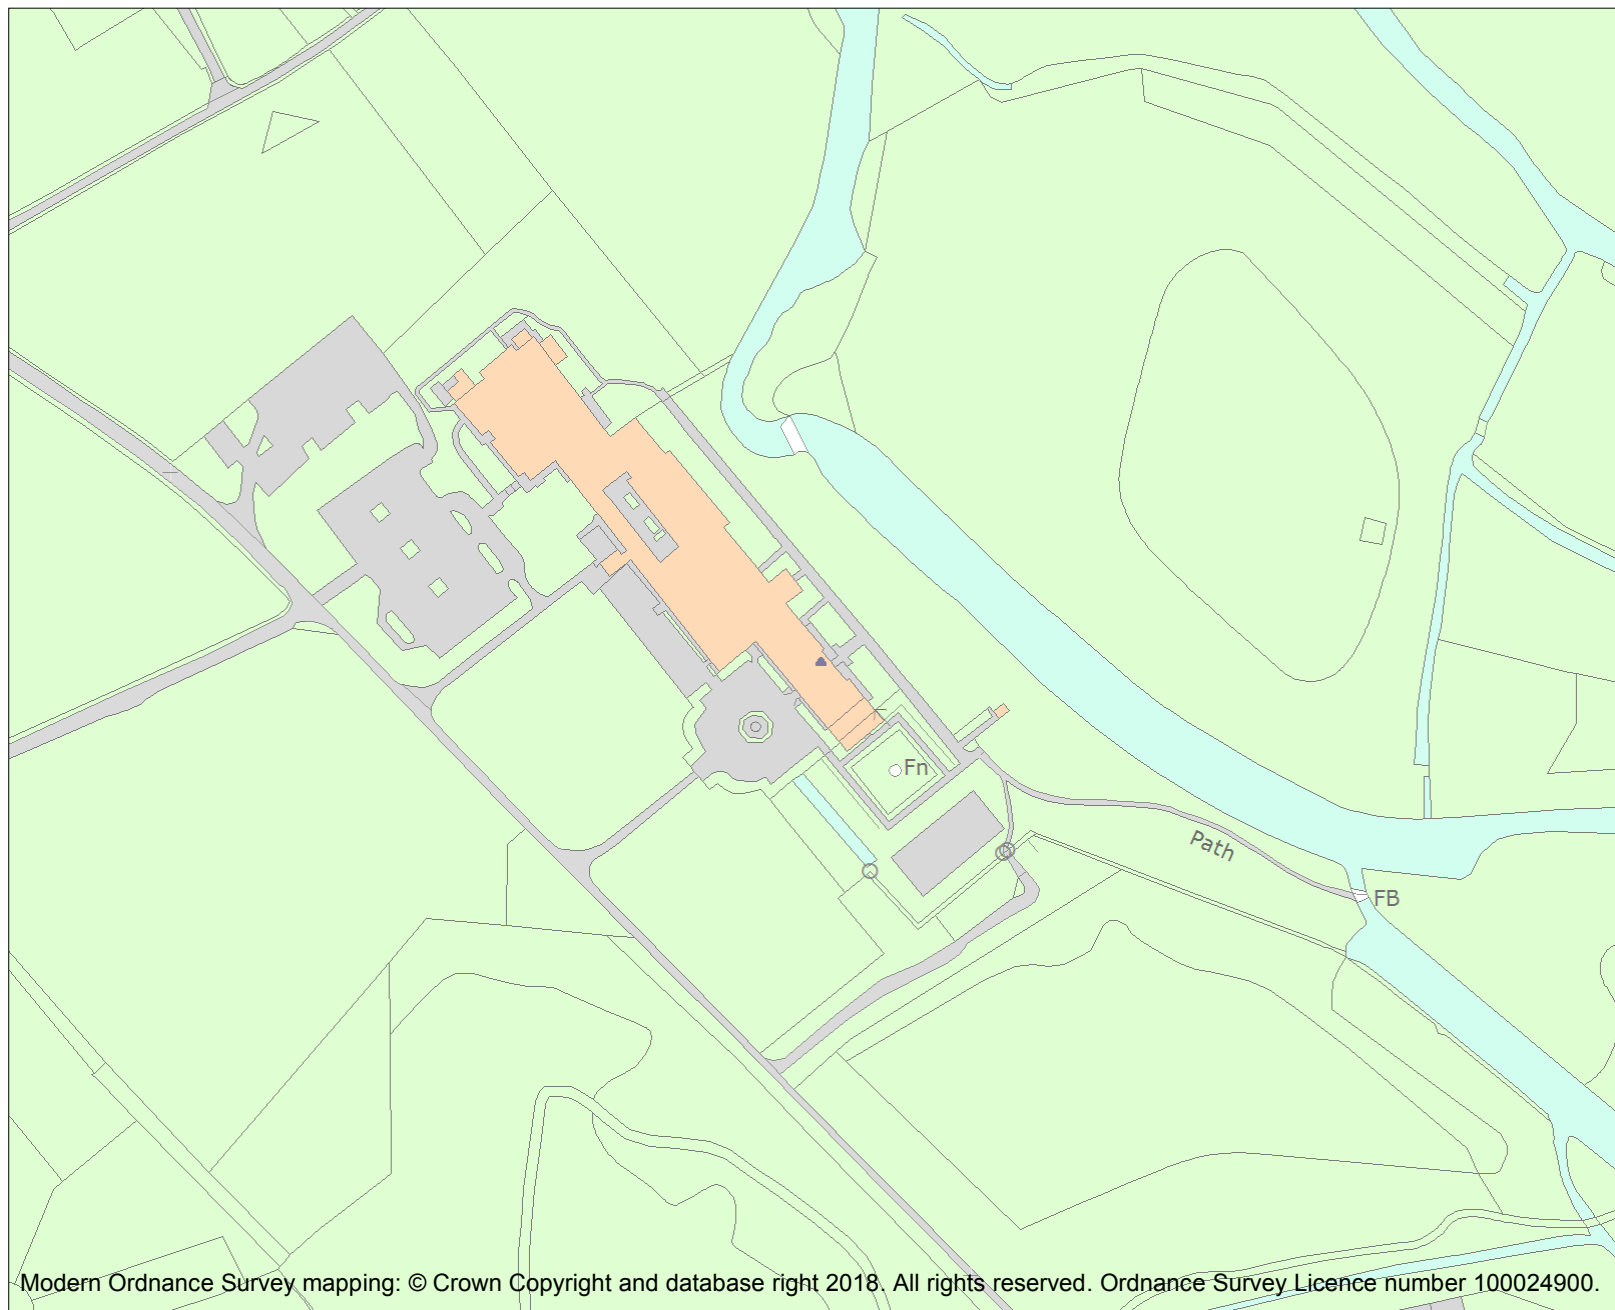 Fn
Path
FB
Modern Ordnance Survey mapping: © Crown Copyright and database right 2018. All rights reserved. Ordnance Survey Licence number 100024900.